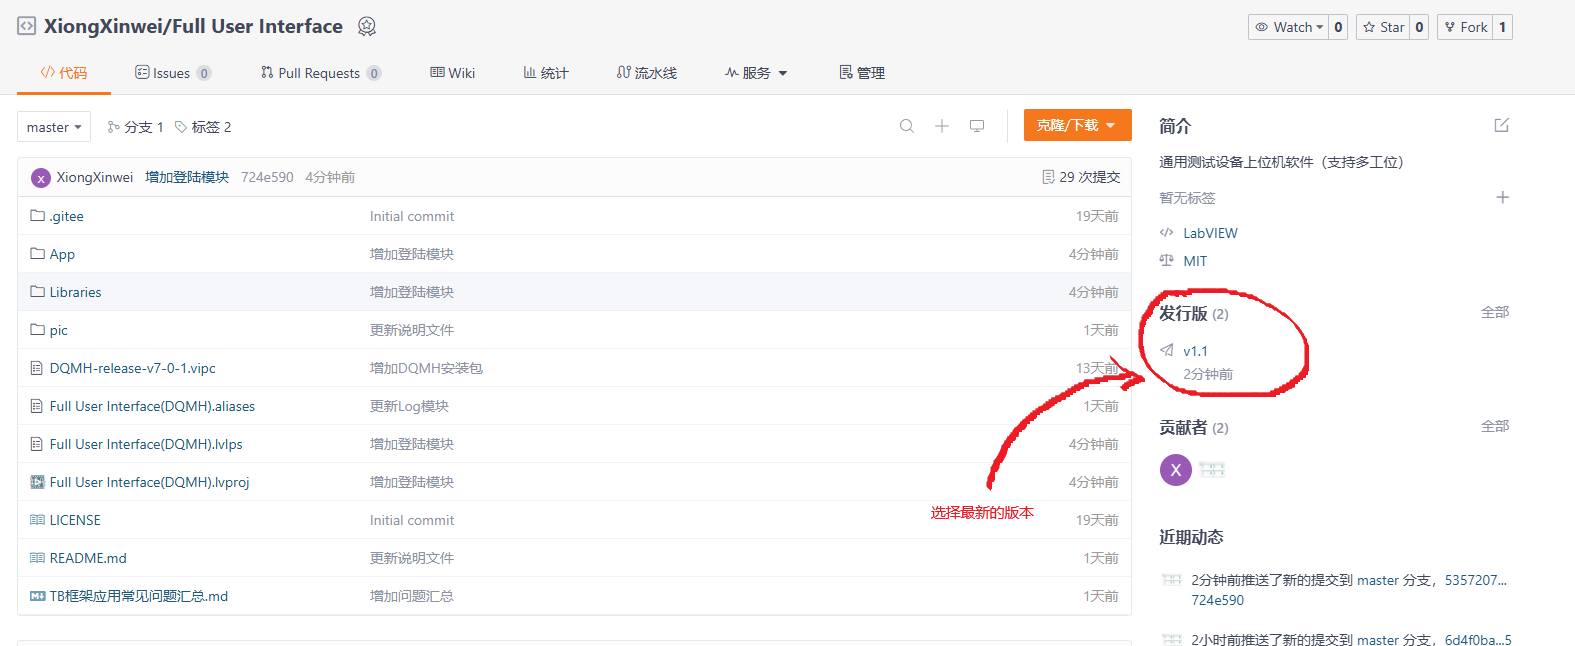 XiongXinwei/Full User Interface
Watch 0 Star 0 Fork 1
代码 Issues 0 Pull Requests 0 Wiki 统计 流水线 服务 管理
master 分支 1 标签 2 克隆/下载
XiongXinwei 增加登陆模块 724e590 4分钟前 29 次提交
.gitee Initial commit 19天前
App 增加登陆模块 4分钟前
Libraries 增加登陆模块 4分钟前
pic 更新说明文件 1天前
DQMH-release-v7-0-1.vipc 增加DQMH安装包 13天前
Full User Interface(DQMH).aliases 更新Log模块 1天前
Full User Interface(DQMH).lvlps 增加登陆模块 4分钟前
Full User Interface(DQMH).lvproj 增加登陆模块 4分钟前
LICENSE Initial commit 19天前
README.md 更新说明文件 1天前
TB框架应用常见问题汇总.md 增加问题汇总 1天前
选择最新的版本
简介
通用测试设备上位机软件（支持多工位）
暂无标签
LabVIEW
MIT
发行版 (2) 全部
v1.1
2分钟前
贡献者 (2) 全部
X
近期动态
2分钟前推送了新的提交到 master 分支，5357207...
724e590
2小时前推送了新的提交到 master 分支，6d4f0ba...5